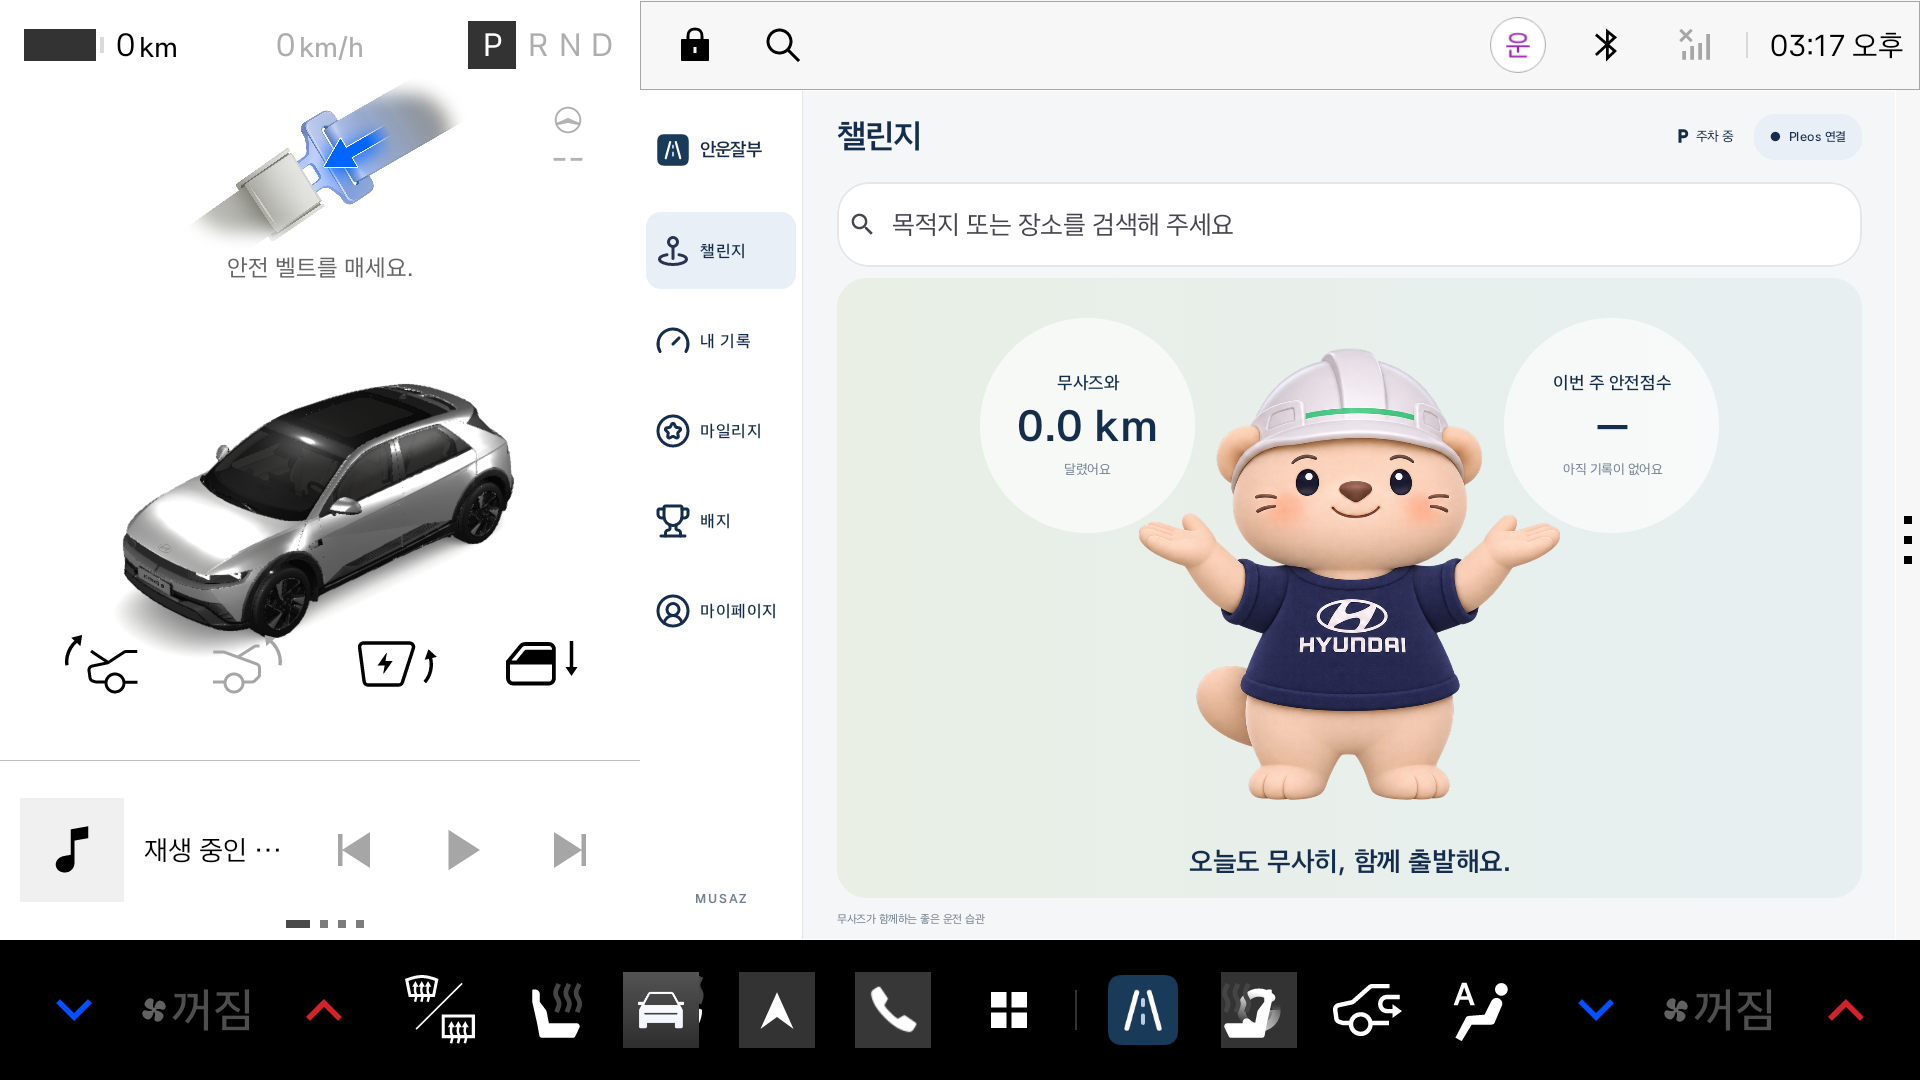 0 km
0 km/h
P R N D
운
03:17 오후
안전 벨트를 매세요.
안운잘부
챌린지
내 기록
마일리지
배지
마이페이지
MUSAZ
챌린지
P 주차 중
Pleos 연결
목적지 또는 장소를 검색해 주세요
무사즈와
0.0 km
달렸어요
이번 주 안전점수
—
아직 기록이 없어요
HYUNDAI
오늘도 무사히, 함께 출발해요.
무사즈가 함께하는 좋은 운전 습관
재생 중인 ···
꺼짐
A
꺼짐